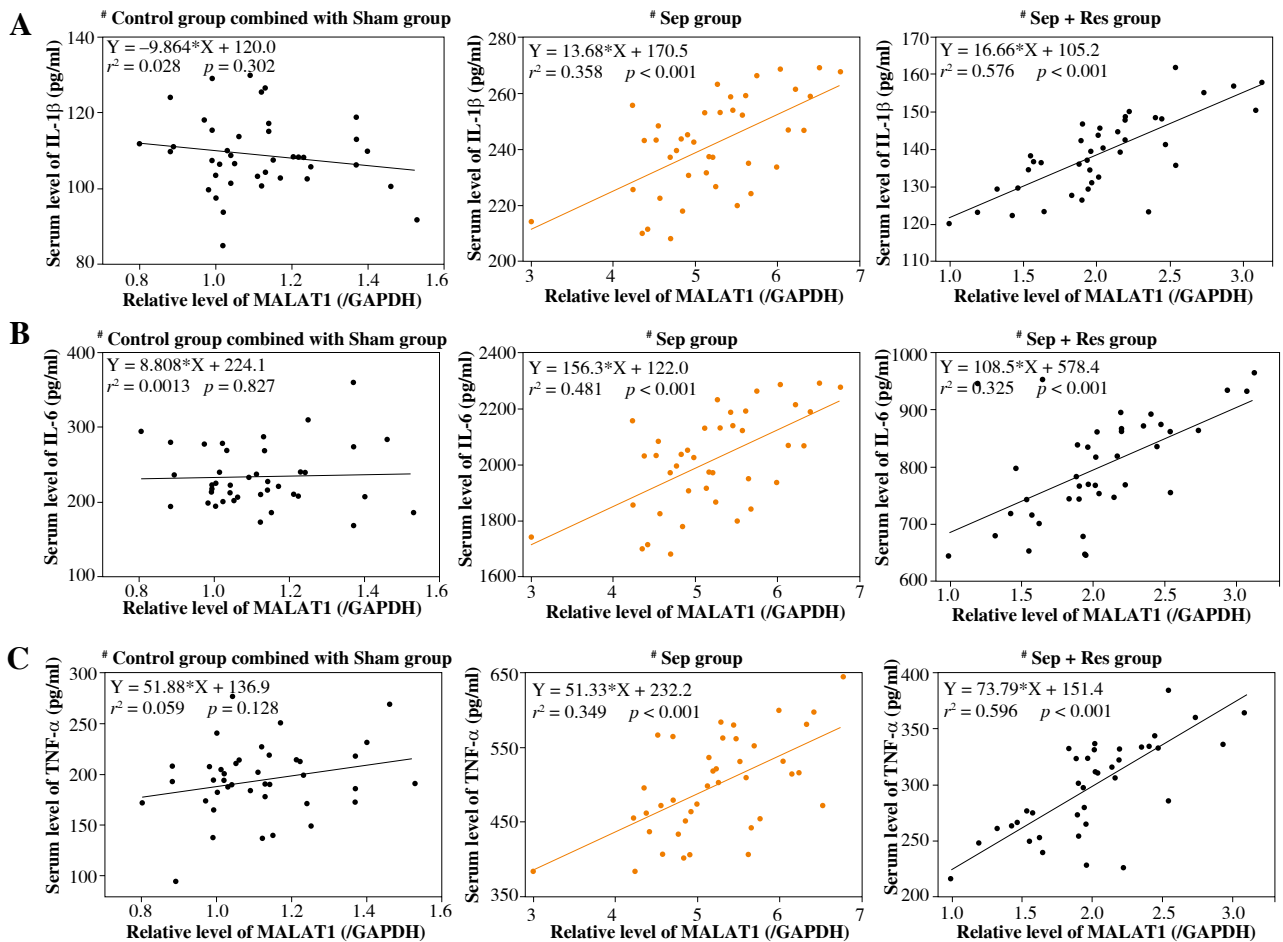 A
# Control group combined with Sham group
Y = –9.864*X + 120.0
r² = 0.028 p = 0.302
Serum level of IL-1β (pg/ml)
140
120
100
80
0.8 1.0 1.2 1.4 1.6
Relative level of MALAT1 (/GAPDH)
# Sep group
Y = 13.68*X + 170.5
r² = 0.358 p < 0.001
Serum level of IL-1β (pg/ml)
280
260
240
220
200
3 4 5 6 7
Relative level of MALAT1 (/GAPDH)
# Sep + Res group
Y = 16.66*X + 105.2
r² = 0.576 p < 0.001
Serum level of IL-1β (pg/ml)
170
160
150
140
130
120
110
1.0 1.5 2.0 2.5 3.0
Relative level of MALAT1 (/GAPDH)
B
# Control group combined with Sham group
Y = 8.808*X + 224.1
r² = 0.0013 p = 0.827
Serum level of IL-6 (pg/ml)
400
300
200
100
0.8 1.0 1.2 1.4 1.6
Relative level of MALAT1 (/GAPDH)
# Sep group
Y = 156.3*X + 122.0
r² = 0.481 p < 0.001
Serum level of IL-6 (pg/ml)
2400
2200
2000
1800
1600
3 4 5 6 7
Relative level of MALAT1 (/GAPDH)
# Sep + Res group
Y = 108.5*X + 578.4
r² = 0.325 p < 0.001
Serum level of IL-6 (pg/ml)
1000
900
800
700
600
1.0 1.5 2.0 2.5 3.0
Relative level of MALAT1 (/GAPDH)
C
# Control group combined with Sham group
Y = 51.88*X + 136.9
r² = 0.059 p = 0.128
Serum level of TNF-α (pg/ml)
300
250
200
150
100
0.8 1.0 1.2 1.4 1.6
Relative level of MALAT1 (/GAPDH)
# Sep group
Y = 51.33*X + 232.2
r² = 0.349 p < 0.001
Serum level of TNF-α (pg/ml)
650
550
450
350
3 4 5 6 7
Relative level of MALAT1 (/GAPDH)
# Sep + Res group
Y = 73.79*X + 151.4
r² = 0.596 p < 0.001
Serum level of TNF-α (pg/ml)
400
350
300
250
200
1.0 1.5 2.0 2.5 3.0
Relative level of MALAT1 (/GAPDH)